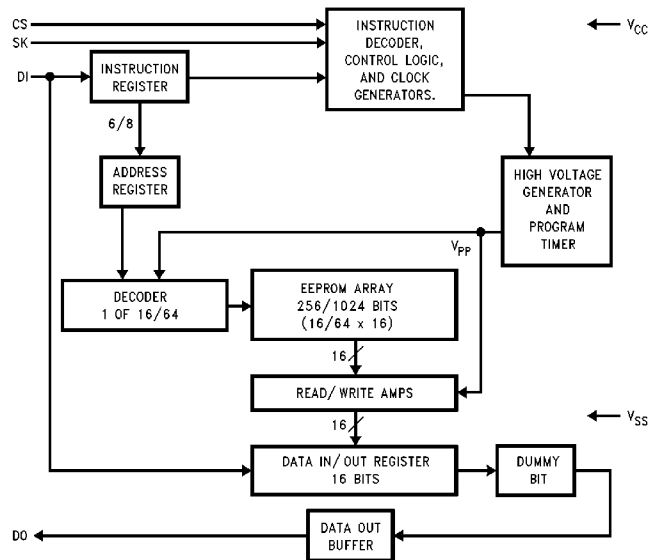 CS
SK
DI
INSTRUCTION
REGISTER
INSTRUCTION
DECODER,
CONTROL LOGIC,
AND CLOCK
GENERATORS.
VCC
6/8
ADDRESS
REGISTER
HIGH VOLTAGE
GENERATOR
AND
PROGRAM
TIMER
VPP
DECODER
1 OF 16/64
EEPROM ARRAY
256/1024 BITS
(16/64 x 16)
16
READ/WRITE AMPS
16
VSS
DATA IN/OUT REGISTER
16 BITS
DUMMY
BIT
DO
DATA OUT
BUFFER